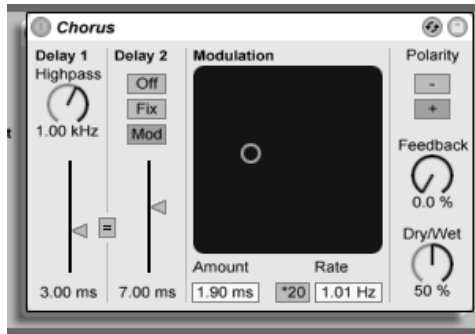 Chorus
Delay 1
Highpass
1.00 kHz
=
3.00 ms
Delay 2
Off
Fix
Mod
7.00 ms
Modulation
Amount
1.90 ms
*20
Rate
1.01 Hz
Polarity
-
+
Feedback
0.0 %
Dry/Wet
50 %